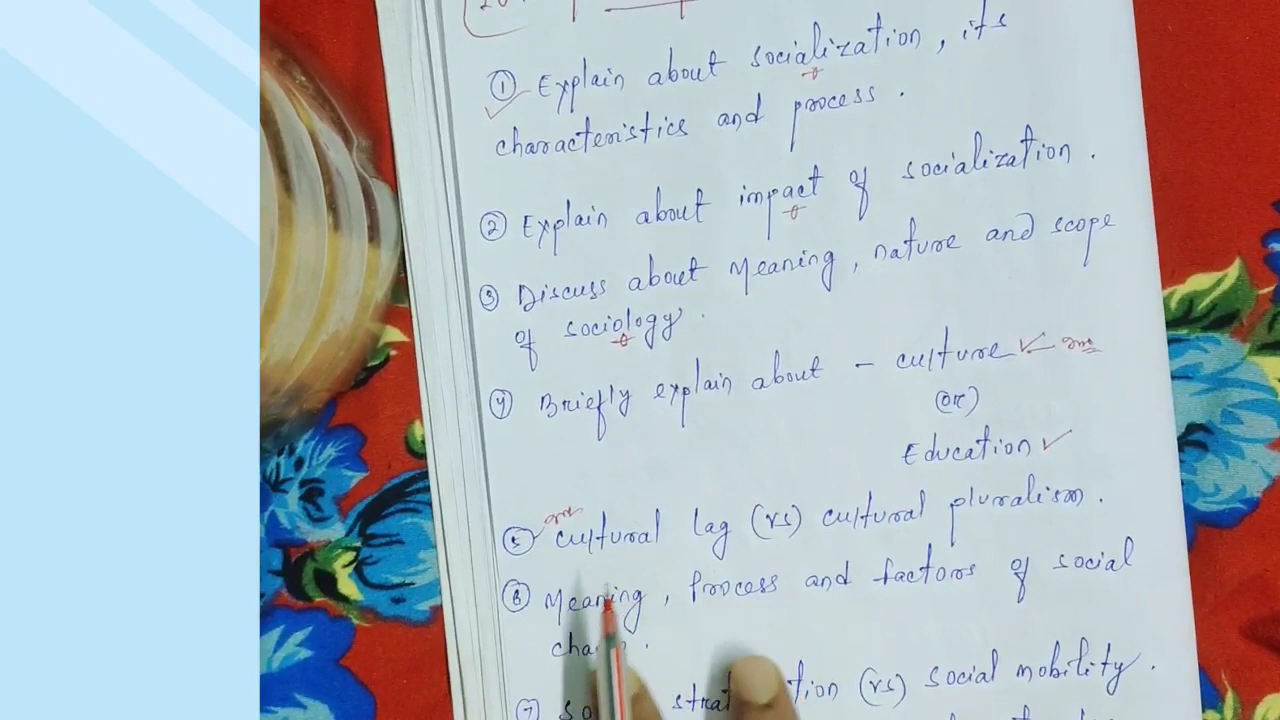 ① Explain about socialization, its
characteristics and process.
② Explain about impact of socialization.
③ Discuss about Meaning, nature and scope
of sociology.
④ Briefly explain about - culture
(or)
Education
⑤ cultural lag (vs) cultural pluralism.
⑥ Meaning, Process and factors of social
⑦ (vs) social mobility.